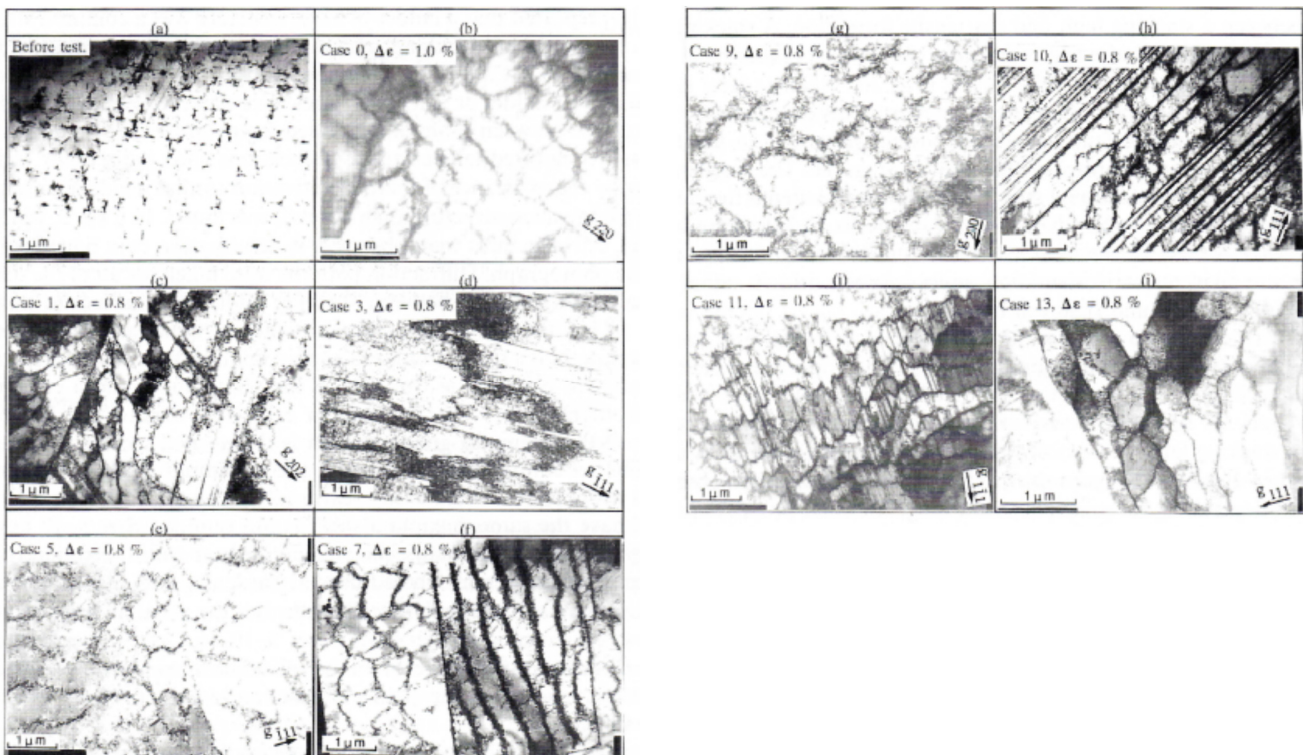 (a)
Before test.
1 μm
(b)
Case 0, Δε = 1.0 %
1 μm
g 220
(c)
Case 1, Δε = 0.8 %
1 μm
g 202
(d)
Case 3, Δε = 0.8 %
1 μm
g 111
(e)
Case 5, Δε = 0.8 %
1 μm
g 111
(f)
Case 7, Δε = 0.8 %
1 μm
(g)
Case 9, Δε = 0.8 %
1 μm
g 200
(h)
Case 10, Δε = 0.8 %
1 μm
g 111
(i)
Case 11, Δε = 0.8 %
1 μm
g 111
(j)
Case 13, Δε = 0.8 %
1 μm
g 111